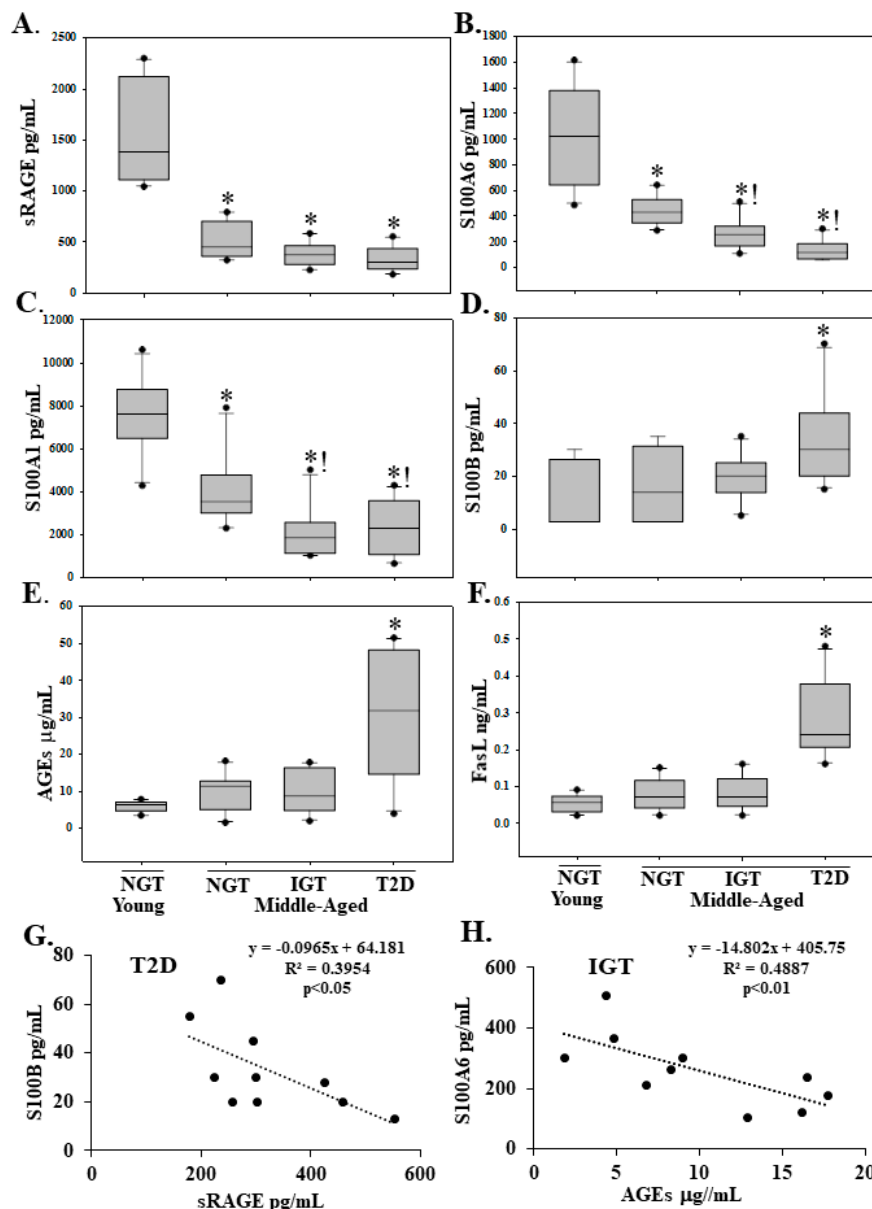 A.
2500
2000
1500
1000
500
0
sRAGE pg/mL
* * *
B.
1800
1600
1400
1200
1000
800
600
400
200
0
S100A6 pg/mL
* *! *!
C.
12000
10000
8000
6000
4000
2000
0
S100A1 pg/mL
* *! *!
D.
80
60
40
20
0
S100B pg/mL
*
E.
60
50
40
30
20
10
0
AGEs μg/mL
*
NGT NGT IGT T2D
Young Middle-Aged
F.
0.6
0.5
0.4
0.3
0.2
0.1
0.0
FasL ng/mL
*
NGT NGT IGT T2D
Young Middle-Aged
G.
T2D
y = -0.0965x + 64.181
R² = 0.3954
p<0.05
80
60
40
20
0
S100B pg/mL
0 200 400 600
sRAGE pg/mL
H.
IGT
y = -14.802x + 405.75
R² = 0.4887
p<0.01
600
400
200
0
S100A6 pg/mL
0 5 10 15 20
AGEs μg//mL